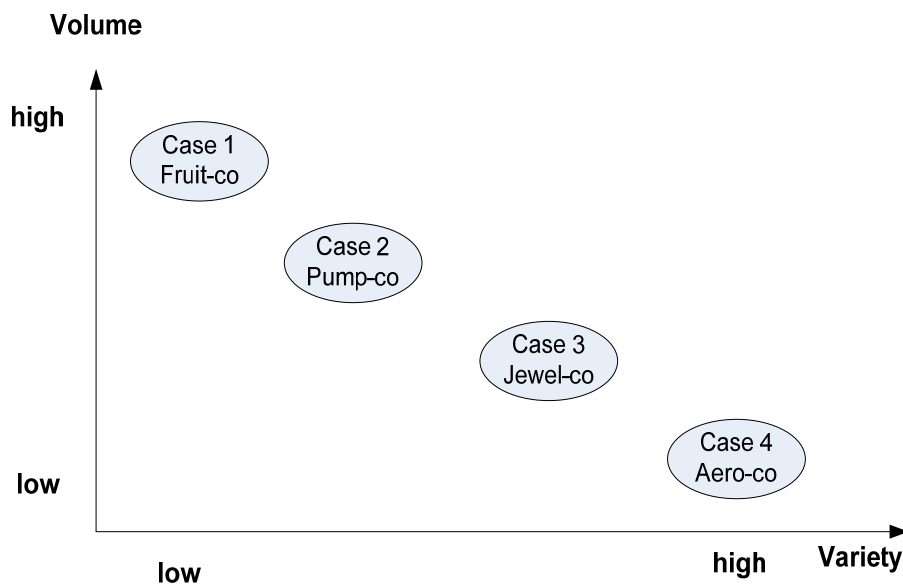 Volume
high
Case 1
Fruit-co
Case 2
Pump-co
Case 3
Jewel-co
Case 4
Aero-co
low
low
high
Variety